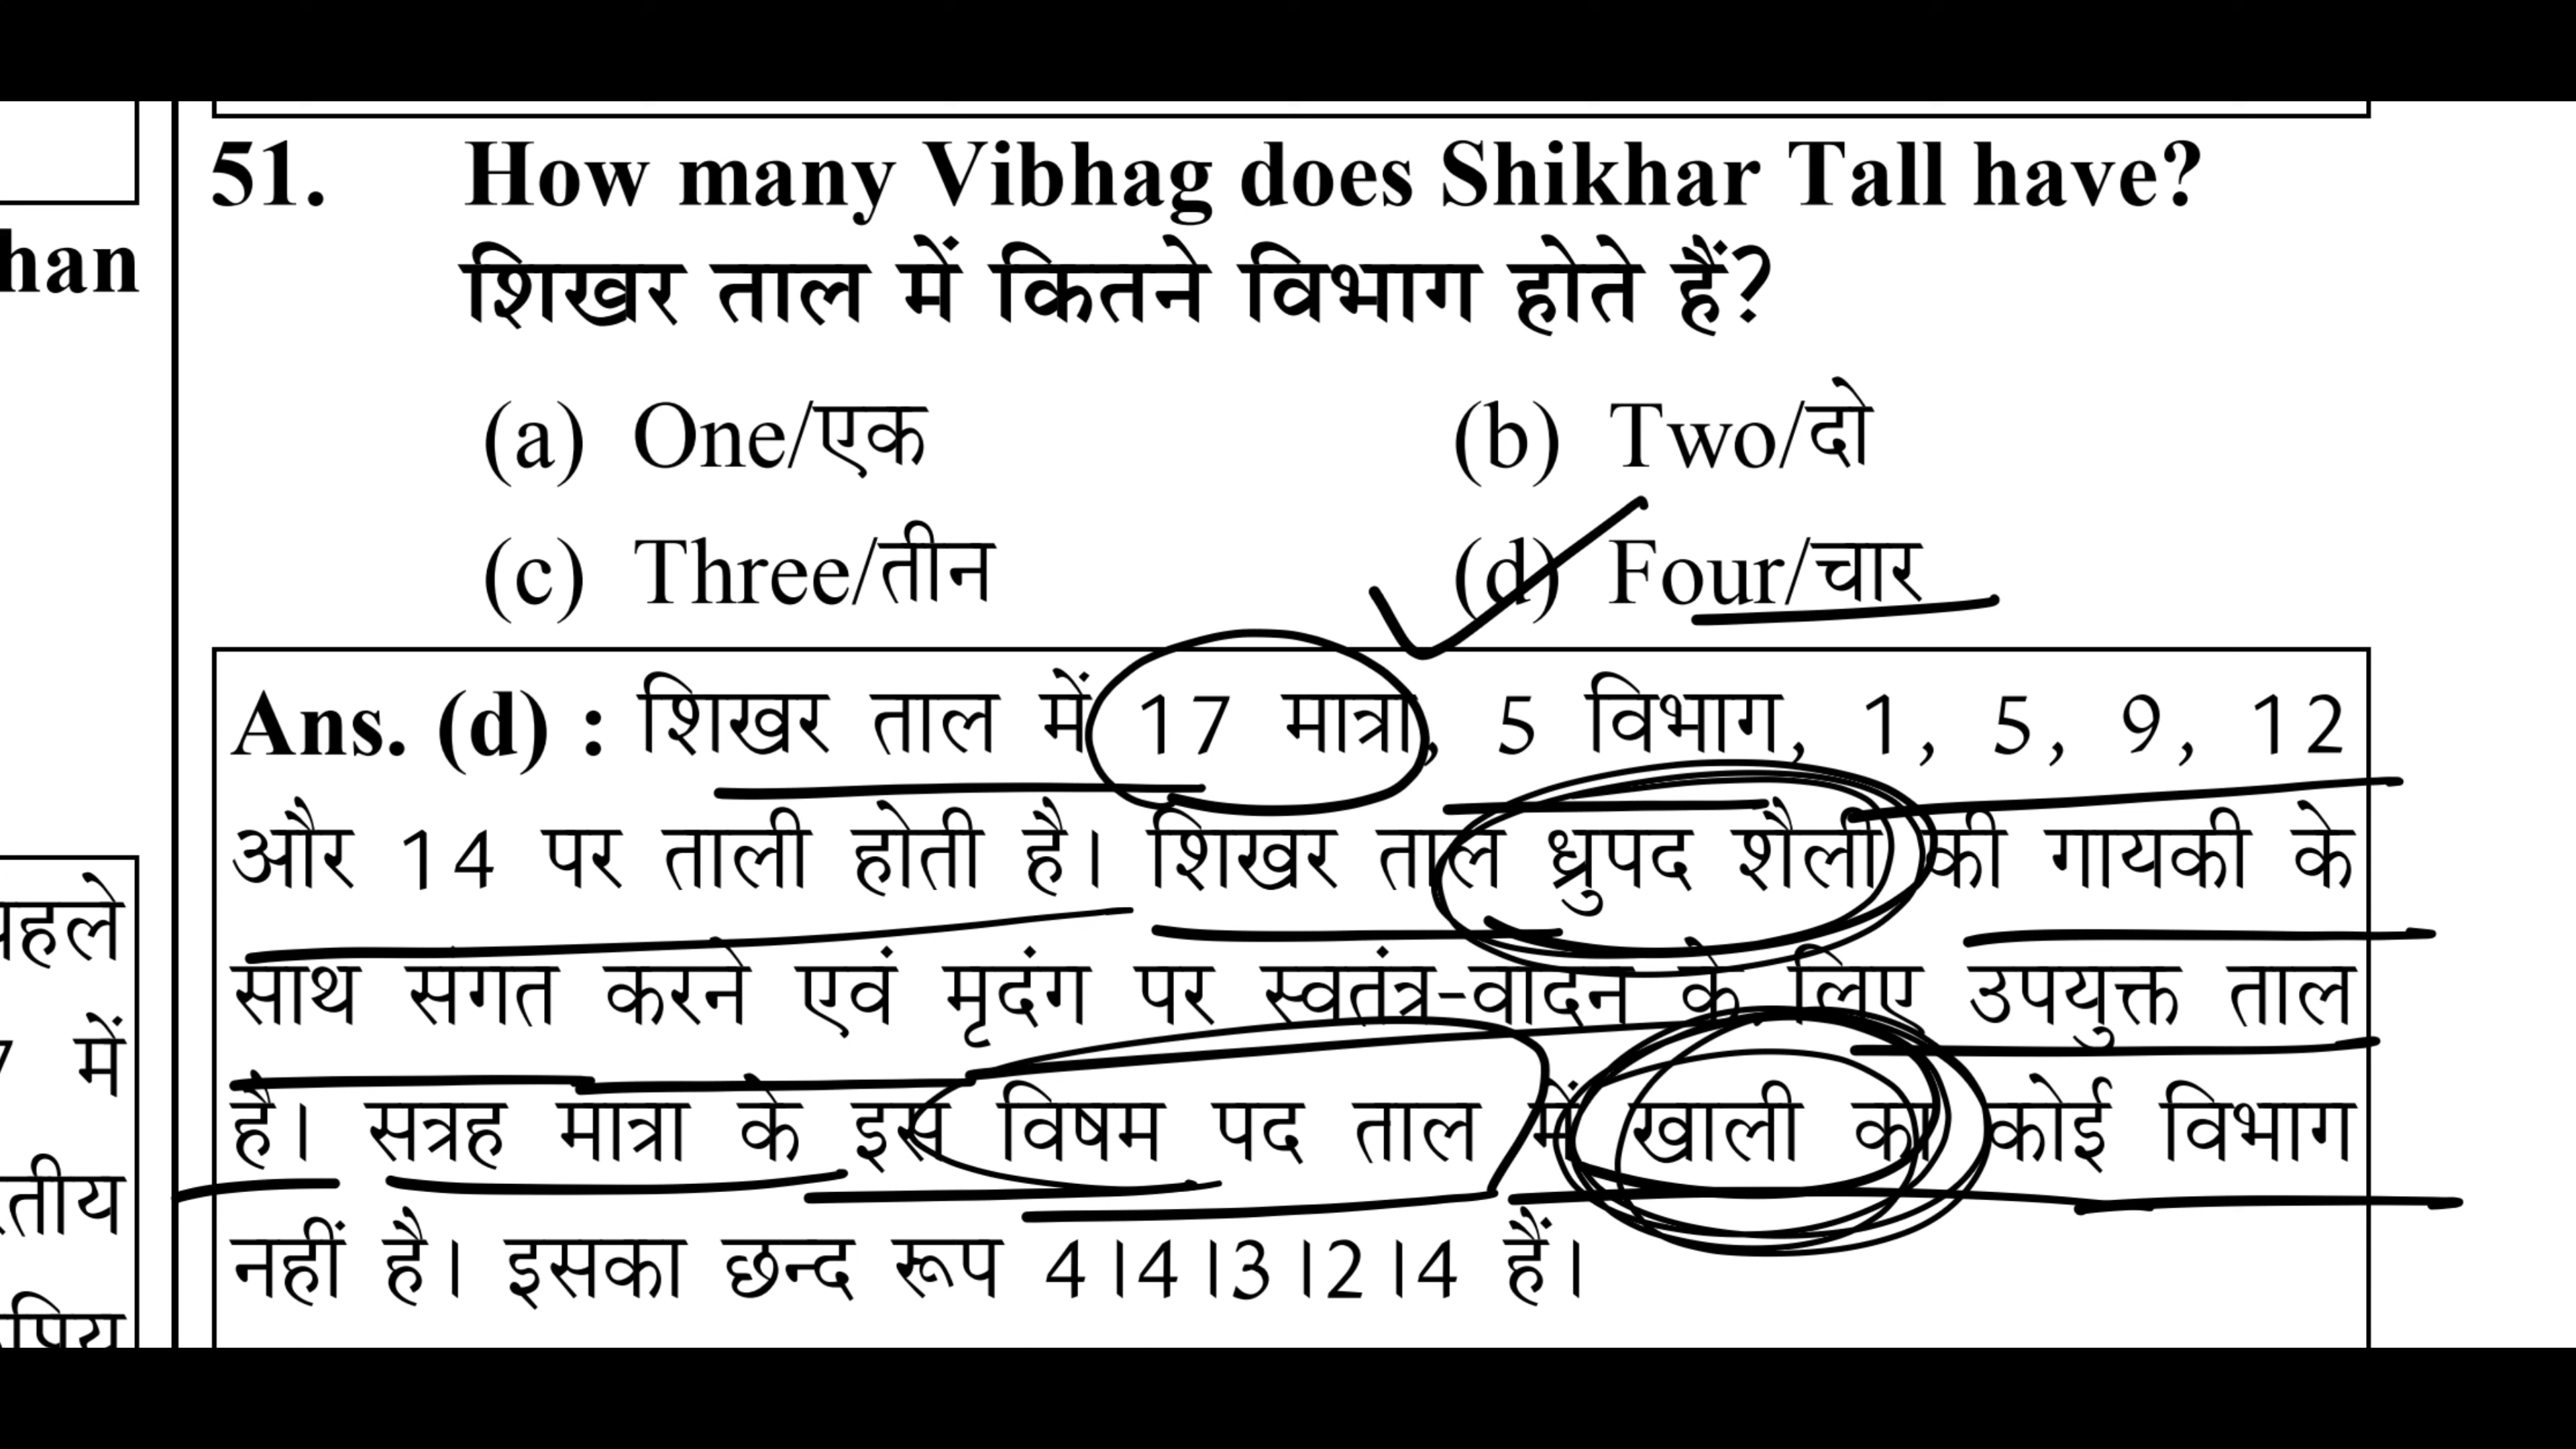 51. How many Vibhag does Shikhar Tall have?
शिखर ताल में कितने विभाग होते हैं?
(a) One/एक (b) Two/दो
(c) Three/तीन (d) Four/चार
Ans. (d) : शिखर ताल में 17 मात्रा, 5 विभाग, 1, 5, 9, 12
और 14 पर ताली होती है। शिखर ताल ध्रुपद शैली की गायकी के
साथ संगत करने एवं मृदंग पर स्वतंत्र-वादन के लिए उपयुक्त ताल
है। सत्रह मात्रा के इस विषम पद ताल में खाली का कोई विभाग
नहीं है। इसका छन्द रूप 4।4।3।2।4 हैं।
han
में